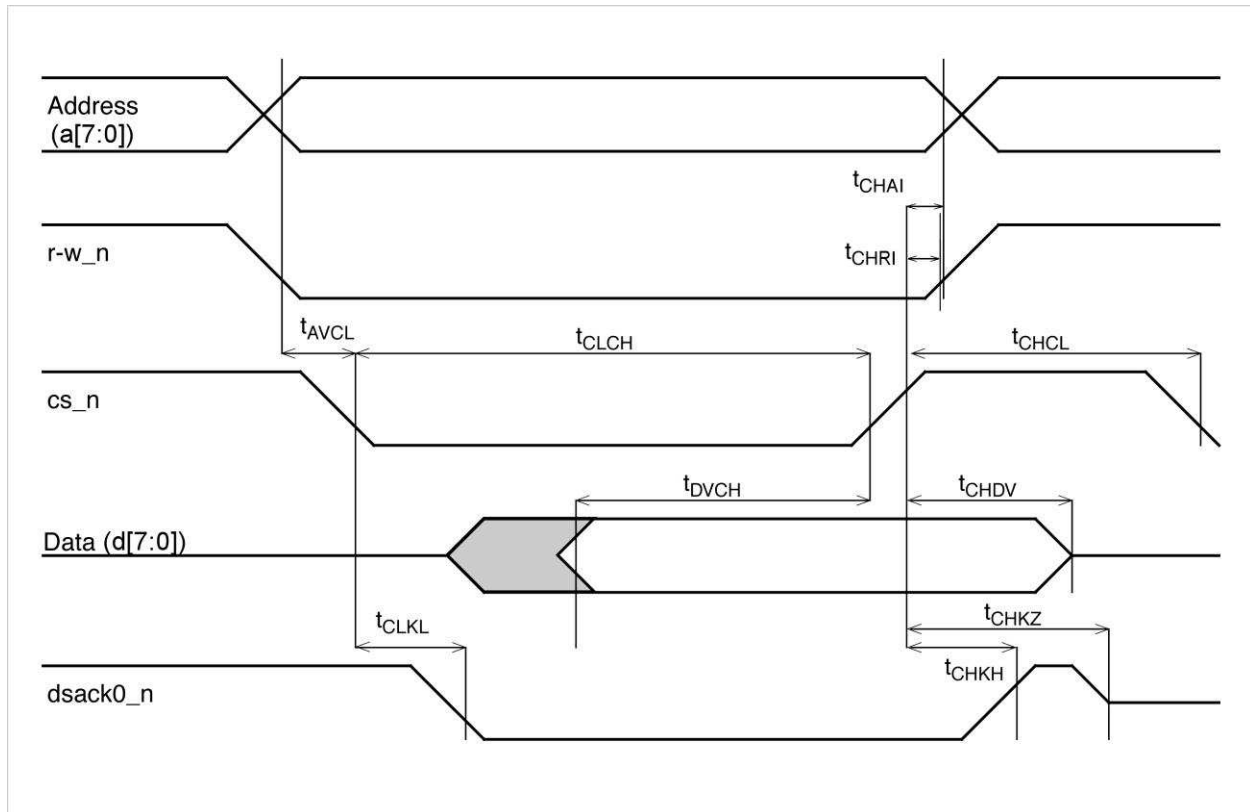 Address
(a[7:0])
tCHAI
r-w_n
tCHRI
tAVCL
tCLCH
tCHCL
cs_n
tDVCH
tCHDV
Data (d[7:0])
tCLKL
tCHKZ
tCHKH
dsack0_n